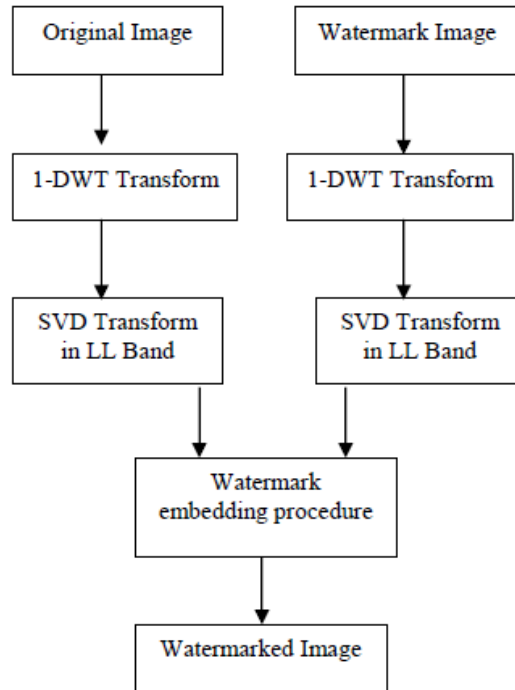 Original Image
Watermark Image
1-DWT Transform
1-DWT Transform
SVD Transform
in LL Band
SVD Transform
in LL Band
Watermark
embedding procedure
Watermarked Image